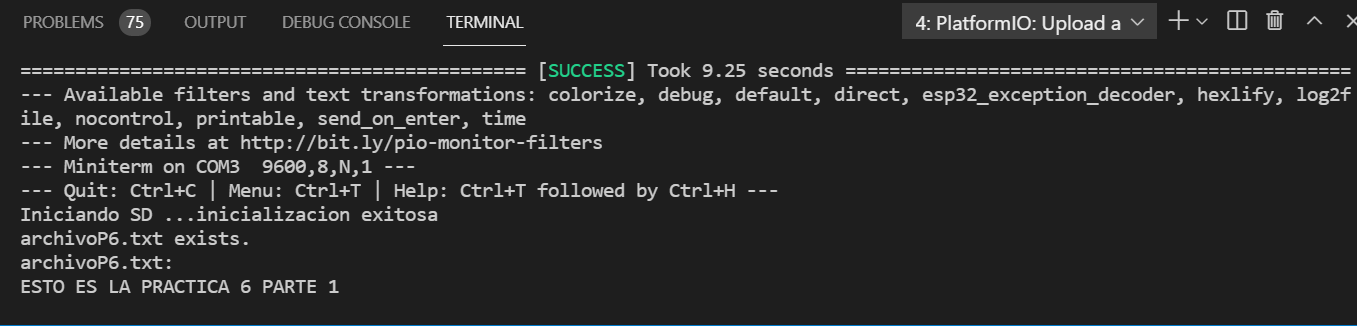 PROBLEMS 75 OUTPUT DEBUG CONSOLE TERMINAL 4: PlatformIO: Upload a
============================================== [SUCCESS] Took 9.25 seconds ==============================================
--- Available filters and text transformations: colorize, debug, default, direct, esp32_exception_decoder, hexlify, log2f
ile, nocontrol, printable, send_on_enter, time
--- More details at http://bit.ly/pio-monitor-filters
--- Miniterm on COM3  9600,8,N,1 ---
--- Quit: Ctrl+C | Menu: Ctrl+T | Help: Ctrl+T followed by Ctrl+H ---
Iniciando SD ...inicializacion exitosa
archivoP6.txt exists.
archivoP6.txt:
ESTO ES LA PRACTICA 6 PARTE 1